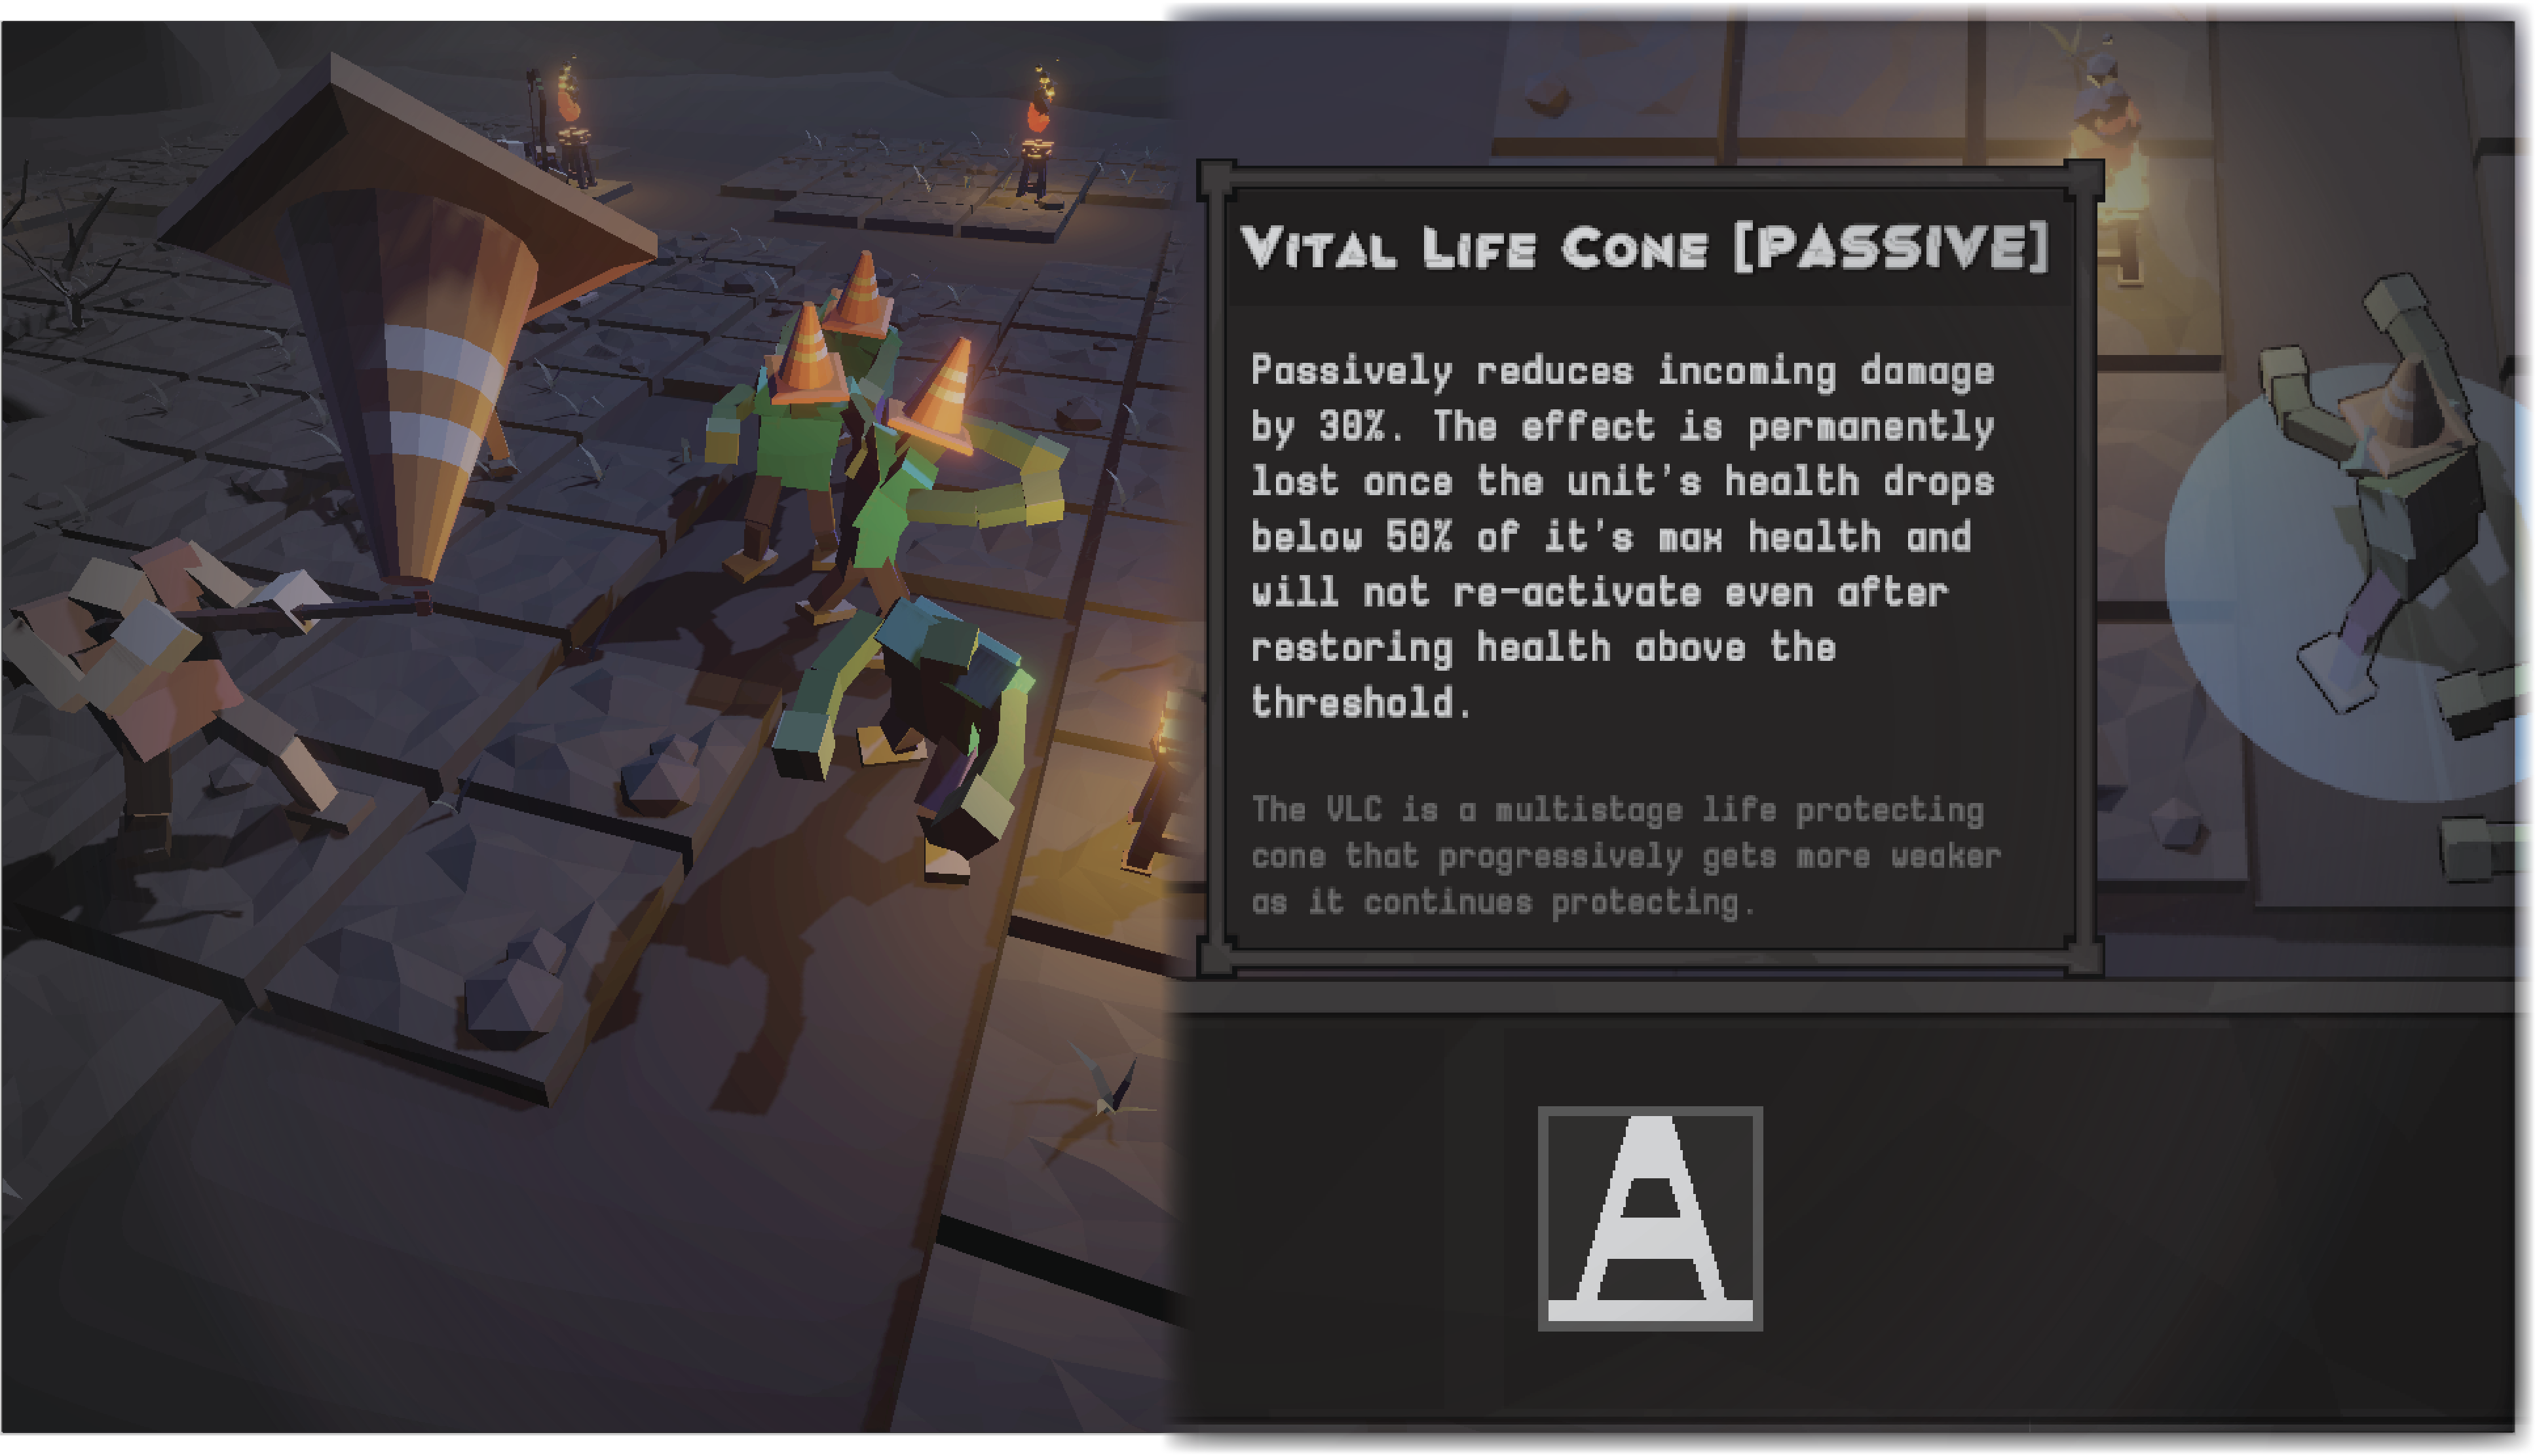 Vital Life Cone [PASSIVE]
Passively reduces incoming damage
by 30%. The effect is permanently
lost once the unit's health drops
below 50% of it's max health and
will not re-activate even after
restoring health above the
threshold.
The VLC is a multistage life protecting
cone that progressively gets more weaker
as it continues protecting.